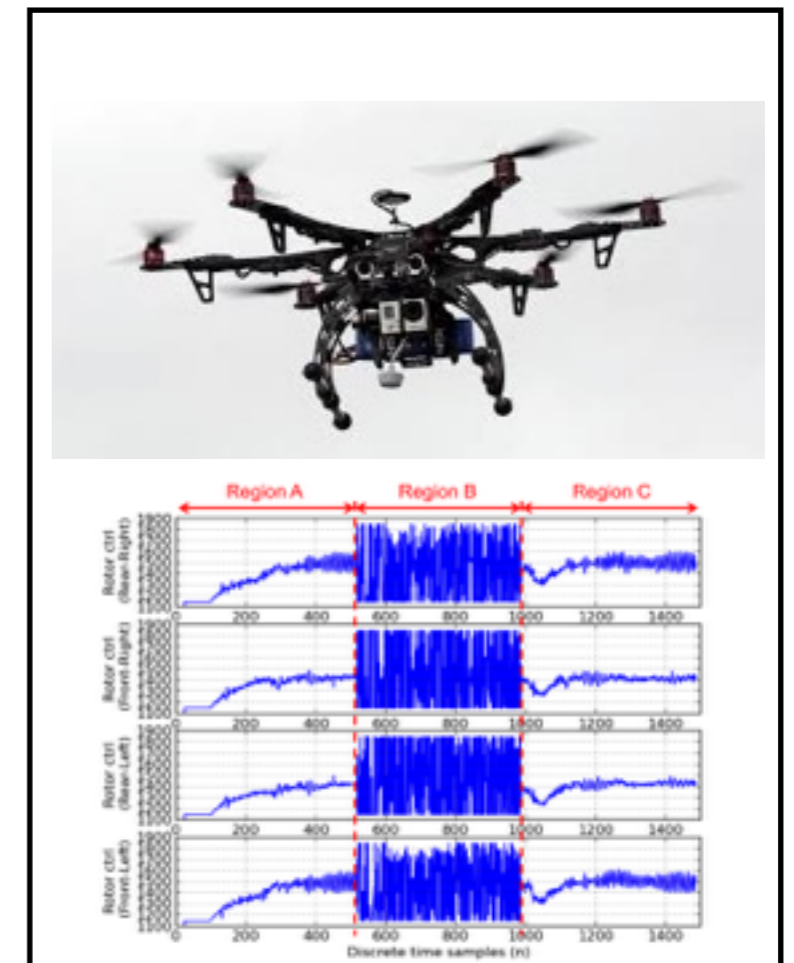 Region A Region B Region C
Rotor ctrl
(Rear-Right)
0 200 400 600 800 1000 1200 1400
Rotor ctrl
(Front-Right)
0 200 400 600 800 1000 1200 1400
Rotor ctrl
(Rear-Left)
0 200 400 600 800 1000 1200 1400
Rotor ctrl
(Front-Left)
0 200 400 600 800 1000 1200 1400
Discrete time samples (n)